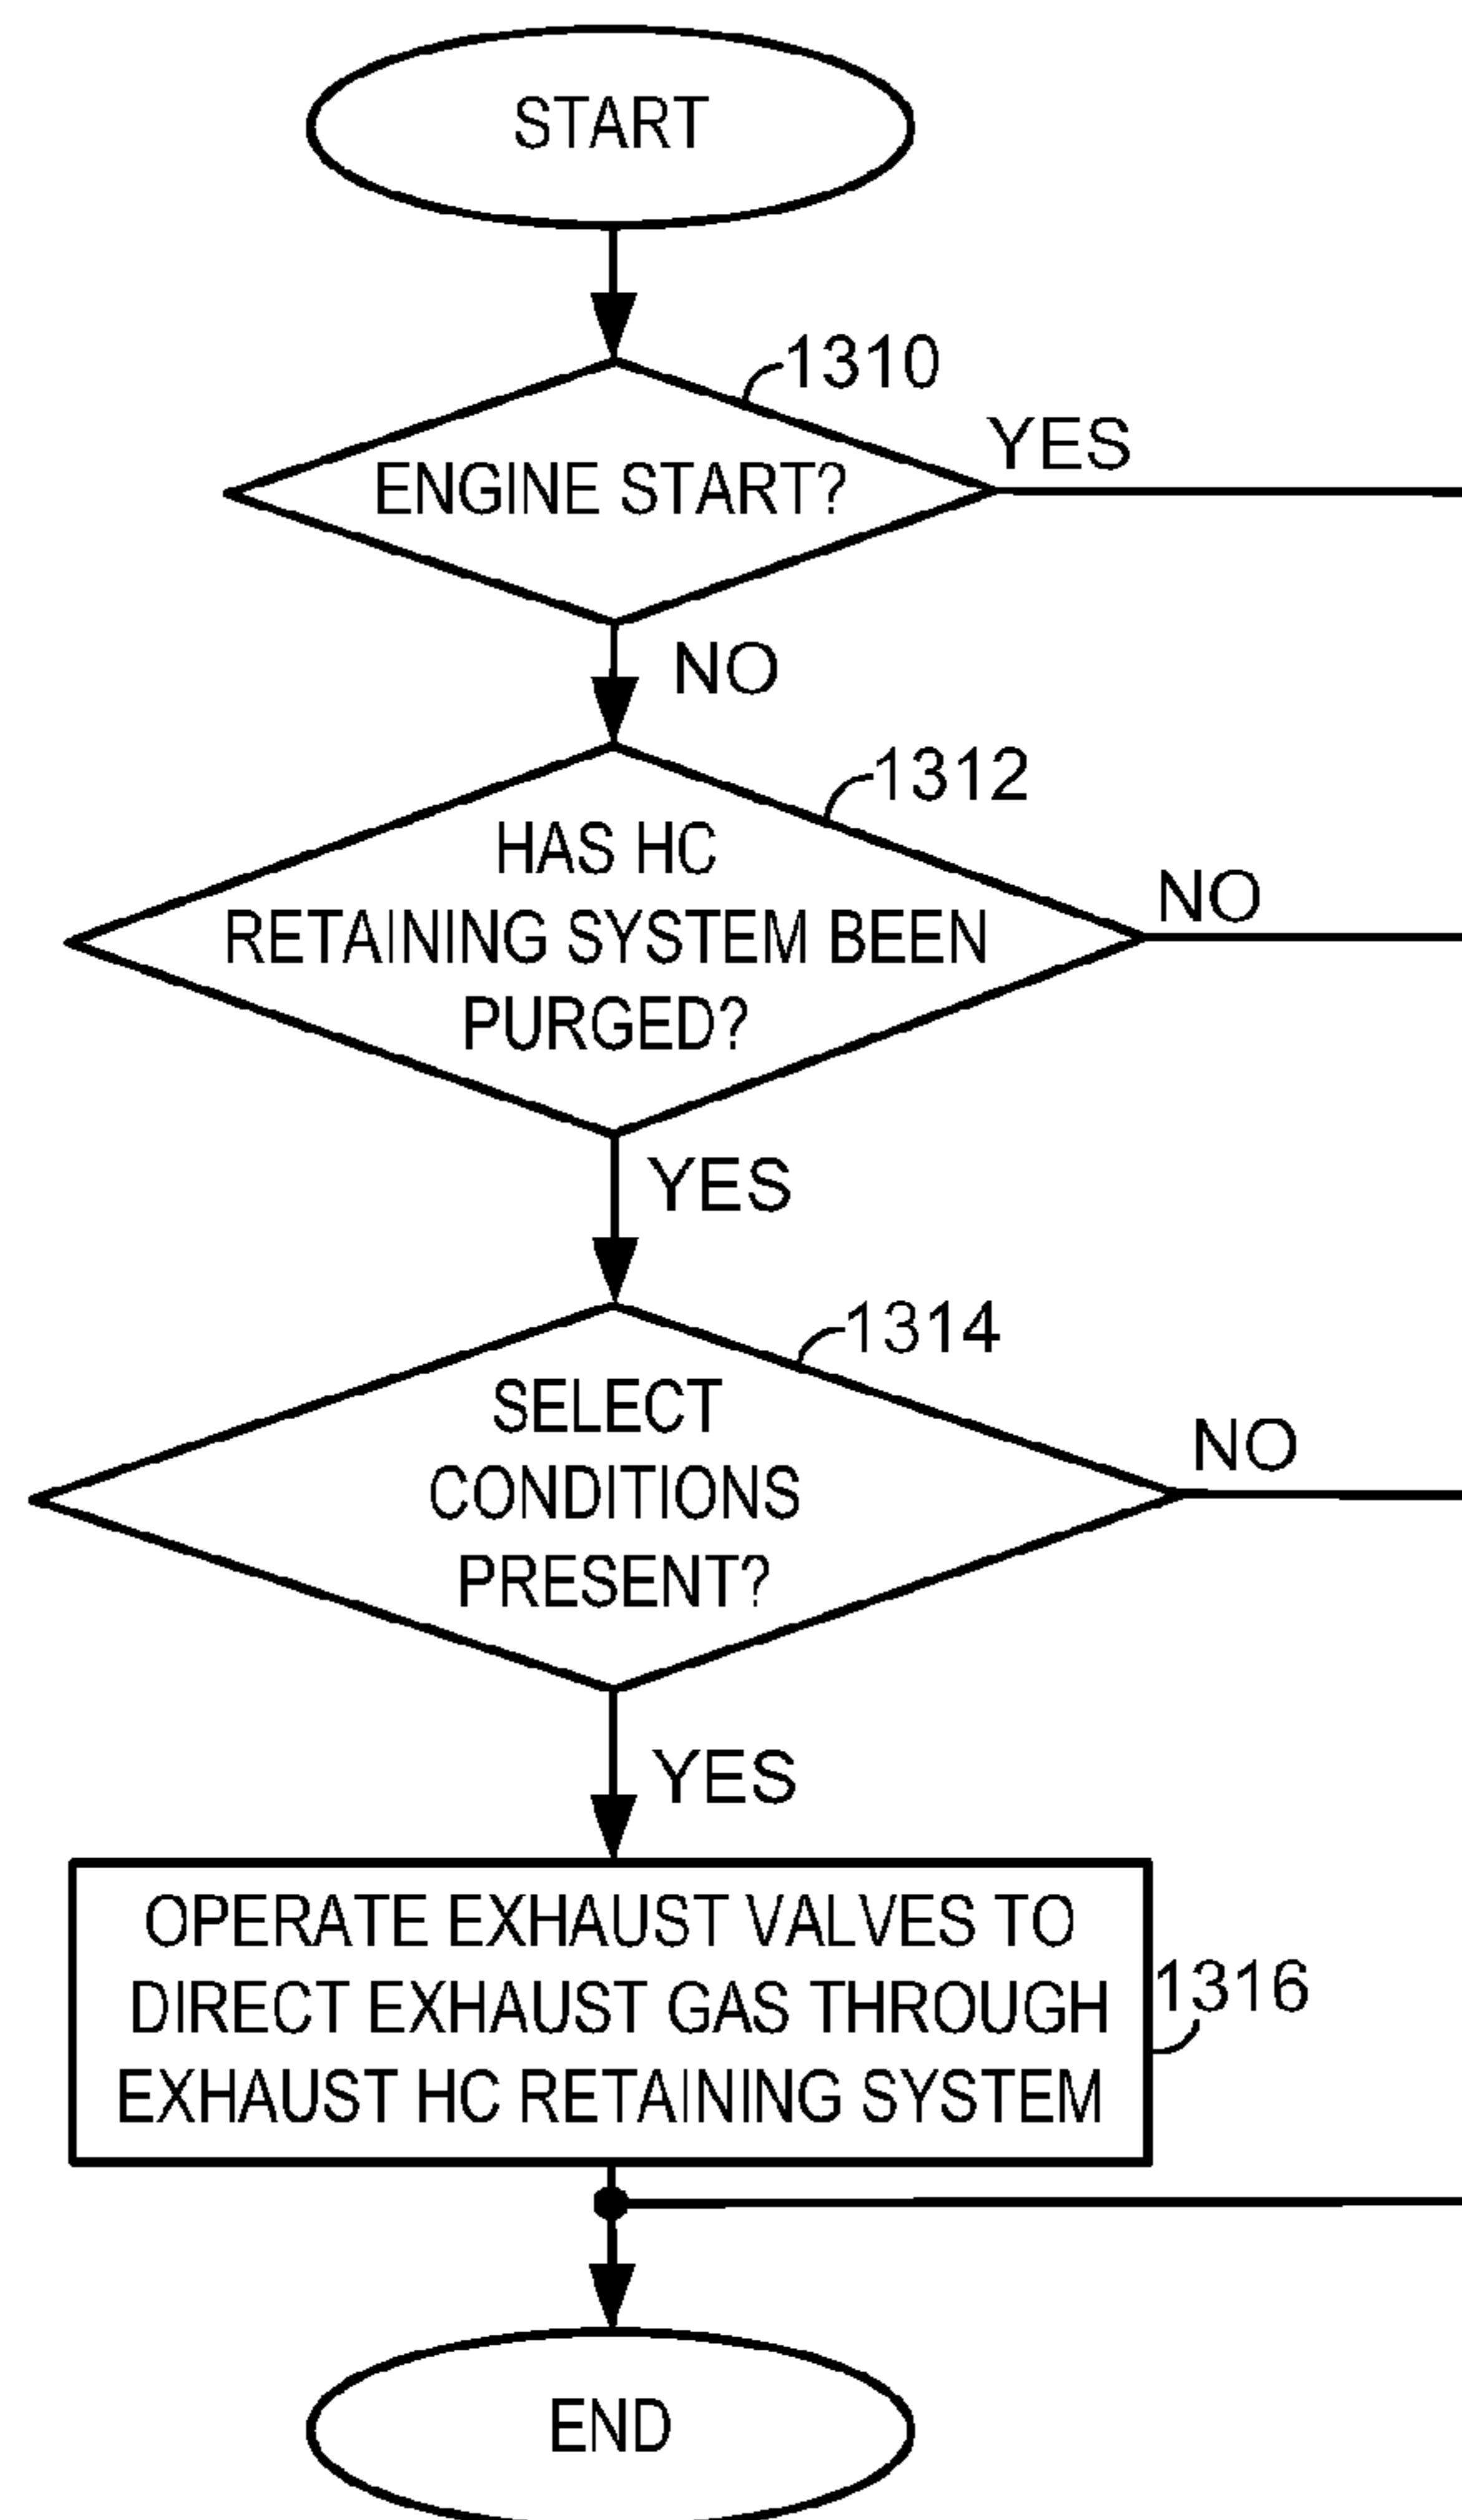 START
1310
YES
ENGINE START?
NO
1312
HAS HC
NO
RETAINING SYSTEM BEEN
PURGED?
YES
1314
SELECT
NO
CONDITIONS
PRESENT?
YES
OPERATE EXHAUST VALVES TO
DIRECT EXHAUST GAS THROUGH
1316
EXHAUST HC RETAINING SYSTEM
END